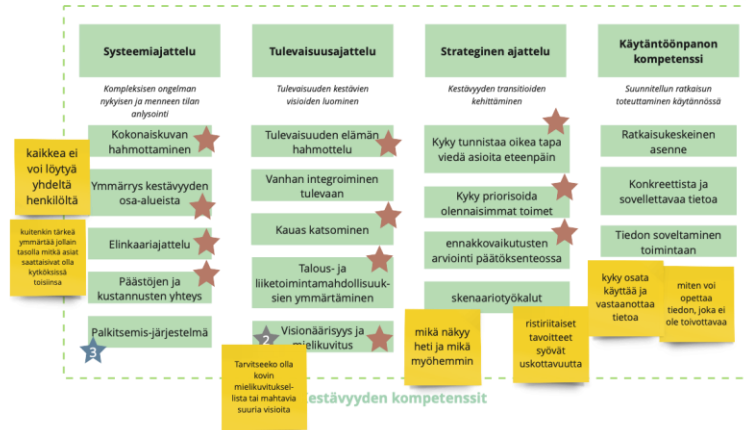 Systeemiajattelu
Kompleksisen ongelman
nykyisen ja menneen tilan
anlysointi
Kokonaiskuvan
hahmottaminen
Ymmärrys kestävyyden
osa-alueista
Elinkaariajattelu
Päästöjen ja
kustannusten yhteys
Palkitsemis-järjestelmä
3
kaikkea ei
voi löytyä
yhdeltä
henkilöltä
kuitenkin tärkeä
ymmärtää jollain
tasolla mitkä asiat
saattaisivat olla
kytköksissä
toisiinsa
Tulevaisuusajattelu
Tulevaisuuden kestävien
visioiden luominen
Tulevaisuuden elämän
hahmottelu
Vanhan integroiminen
tulevaan
Kauas katsominen
Talous- ja
liiketoimintamahdollisuuk-
sien ymmärtäminen
Visionäärisyys ja
mielikuvitus
2
Tarvitseeko olla
kovin
mielikuvituksel-
lista tai mahtavia
suuria visioita
Strateginen ajattelu
Kestävyyden transitioiden
kehittäminen
Kyky tunnistaa oikea tapa
viedä asioita eteenpäin
Kyky priorisoida
olennaisimmat toimet
ennakkovaikutusten
arviointi päätöksenteossa
skenaariotyökalut
mikä näkyy
heti ja mikä
myöhemmin
ristiriitaiset
tavoitteet
syövät
uskottavuutta
Käytäntöönpanon
kompetenssi
Suunnitellun ratkaisun
toteuttaminen käytännössä
Ratkaisukeskeinen
asenne
Konkreettista ja
sovellettavaa tietoa
Tiedon soveltaminen
toimintaan
kyky osata
käyttää ja
vastaanottaa
tietoa
miten voi
opettaa
tiedon, joka ei
ole toivottavaa
estävyyden kompetenssit